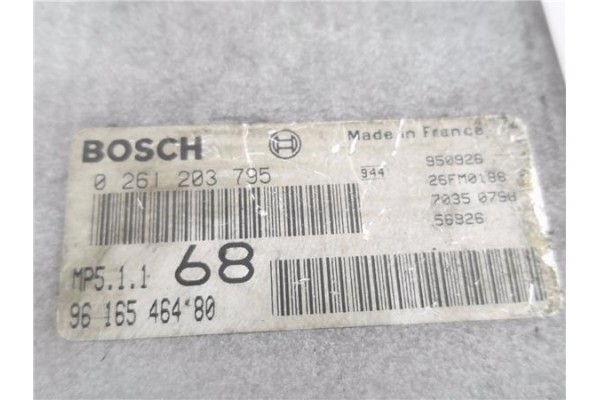 BOSCH Made in France
0 261 203 795 944 950926
26FM0188
7035 0790
56926
MP5.1.1 68
96 165 464*80